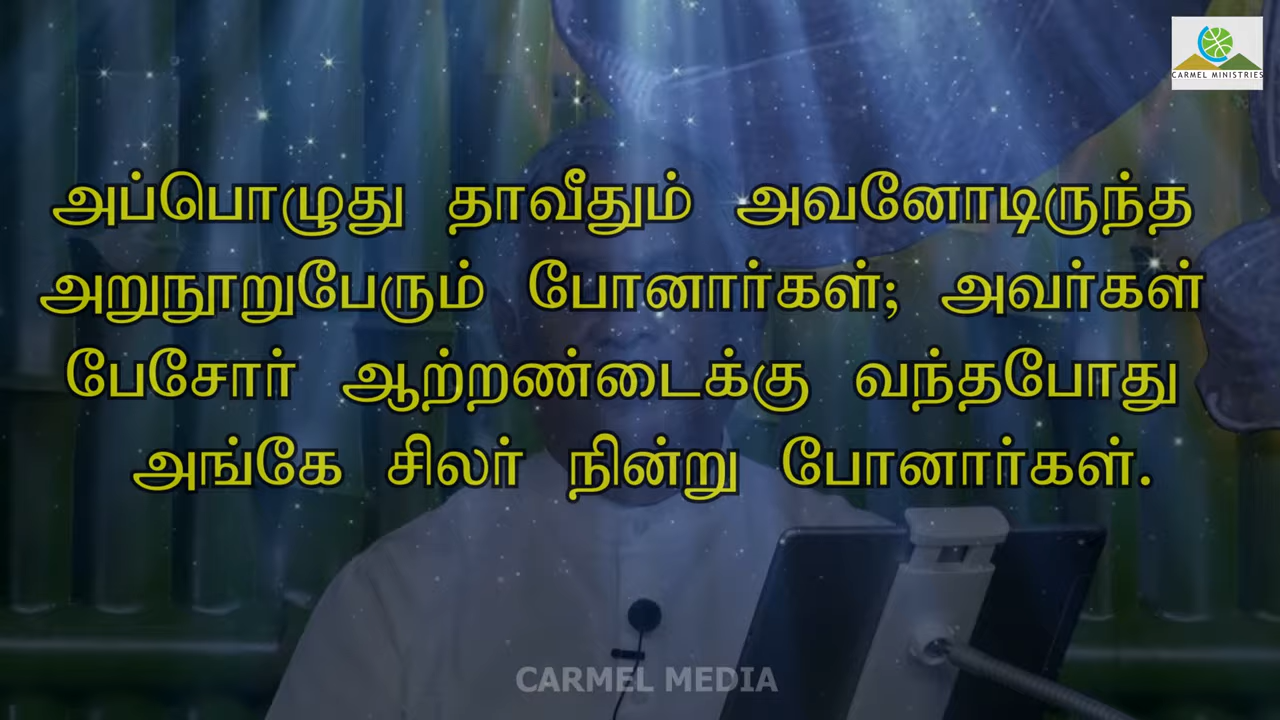 CARMEL MINISTRIES
அப்பொழுது தாவீதும் அவனோடிருந்த
அறுநூறுபேரும் போனார்கள்; அவர்கள்
பேசோர் ஆற்றண்டைக்கு வந்தபோது
அங்கே சிலர் நின்று போனார்கள்.
CARMEL MEDIA